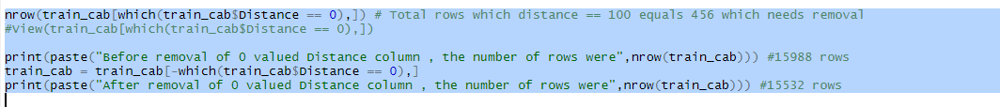 nrow(train_cab[which(train_cab$Distance == 0),]) # Total rows which distance == 100 equals 456 which needs removal
#View(train_cab[which(train_cab$Distance == 0),])
print(paste("Before removal of 0 valued Distance column , the number of rows were",nrow(train_cab))) #15988 rows
train_cab = train_cab[-which(train_cab$Distance == 0),]
print(paste("After removal of 0 valued Distance column , the number of rows were",nrow(train_cab))) #15532 rows